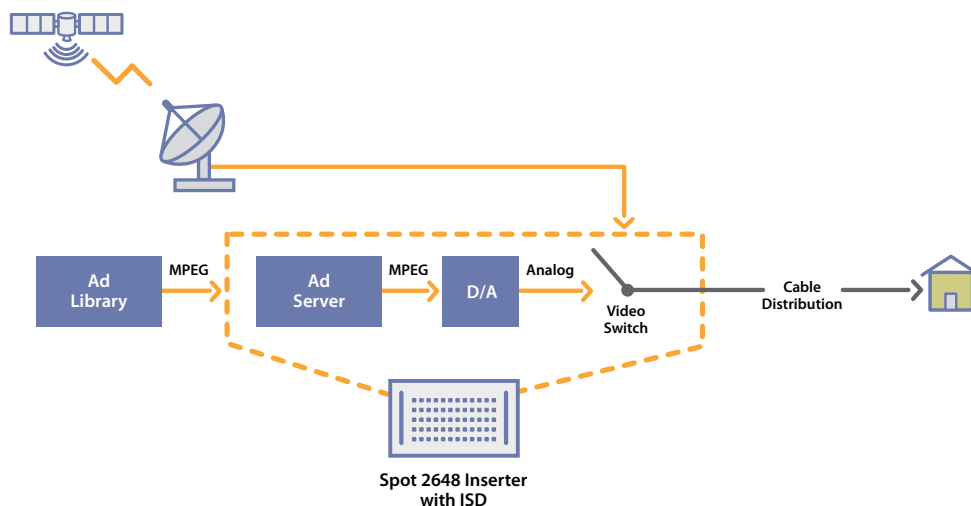 MPEG
Ad
Library
Ad
Server
MPEG
D/A
Analog
Video
Switch
Cable
Distribution
Spot 2648 Inserter
with ISD